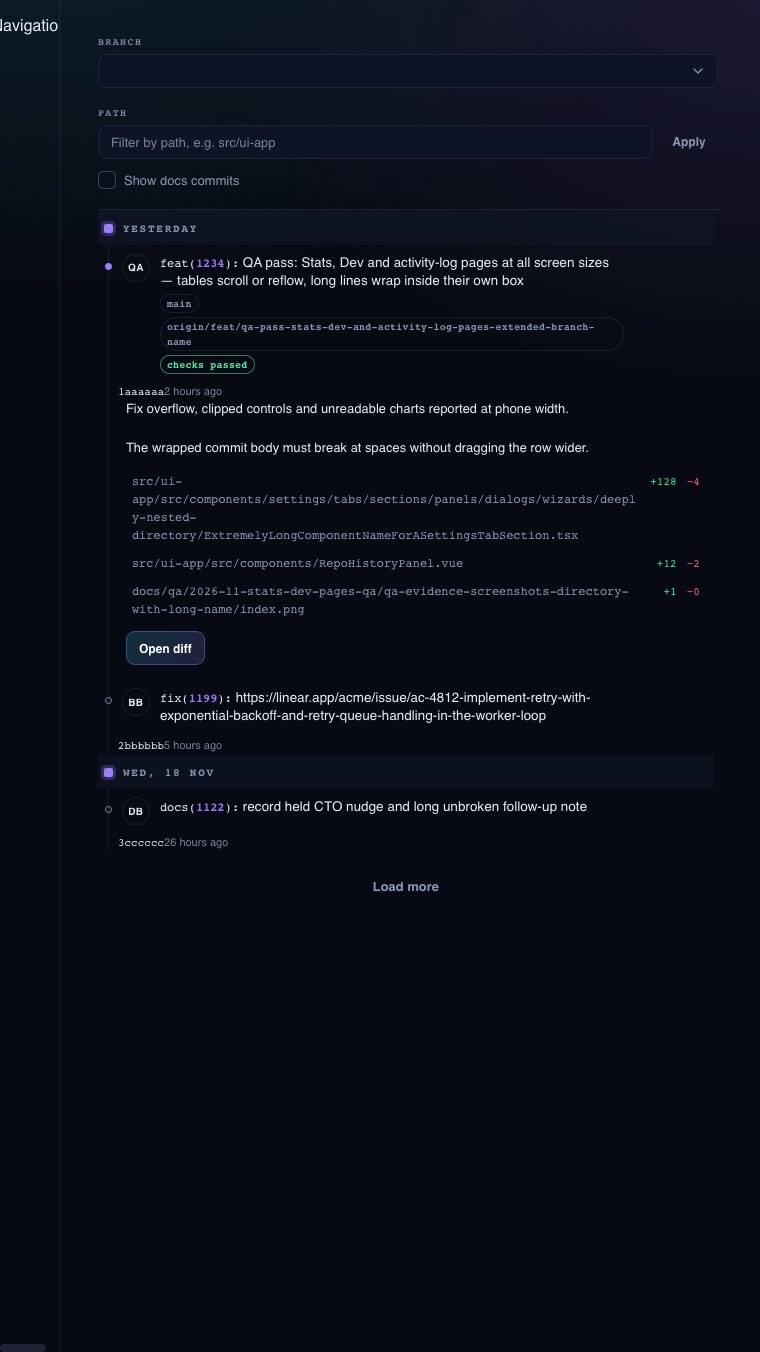 Navigatio
BRANCH
PATH
Filter by path, e.g. src/ui-app
Apply
Show docs commits
YESTERDAY
QA
feat(1234): QA pass: Stats, Dev and activity-log pages at all screen sizes
— tables scroll or reflow, long lines wrap inside their own box
main
origin/feat/qa-pass-stats-dev-and-activity-log-pages-extended-branch-
name
checks passed
1aaaaaa2 hours ago
Fix overflow, clipped controls and unreadable charts reported at phone width.
The wrapped commit body must break at spaces without dragging the row wider.
src/ui- +128 −4
app/src/components/settings/tabs/sections/panels/dialogs/wizards/deepl
y-nested-
directory/ExtremelyLongComponentNameForASettingsTabSection.tsx
src/ui-app/src/components/RepoHistoryPanel.vue +12 −2
docs/qa/2026-11-stats-dev-pages-qa/qa-evidence-screenshots-directory- +1 −0
with-long-name/index.png
Open diff
BB
fix(1199): https://linear.app/acme/issue/ac-4812-implement-retry-with-
exponential-backoff-and-retry-queue-handling-in-the-worker-loop
2bbbbbb5 hours ago
WED, 18 NOV
DB
docs(1122): record held CTO nudge and long unbroken follow-up note
3cccccc26 hours ago
Load more